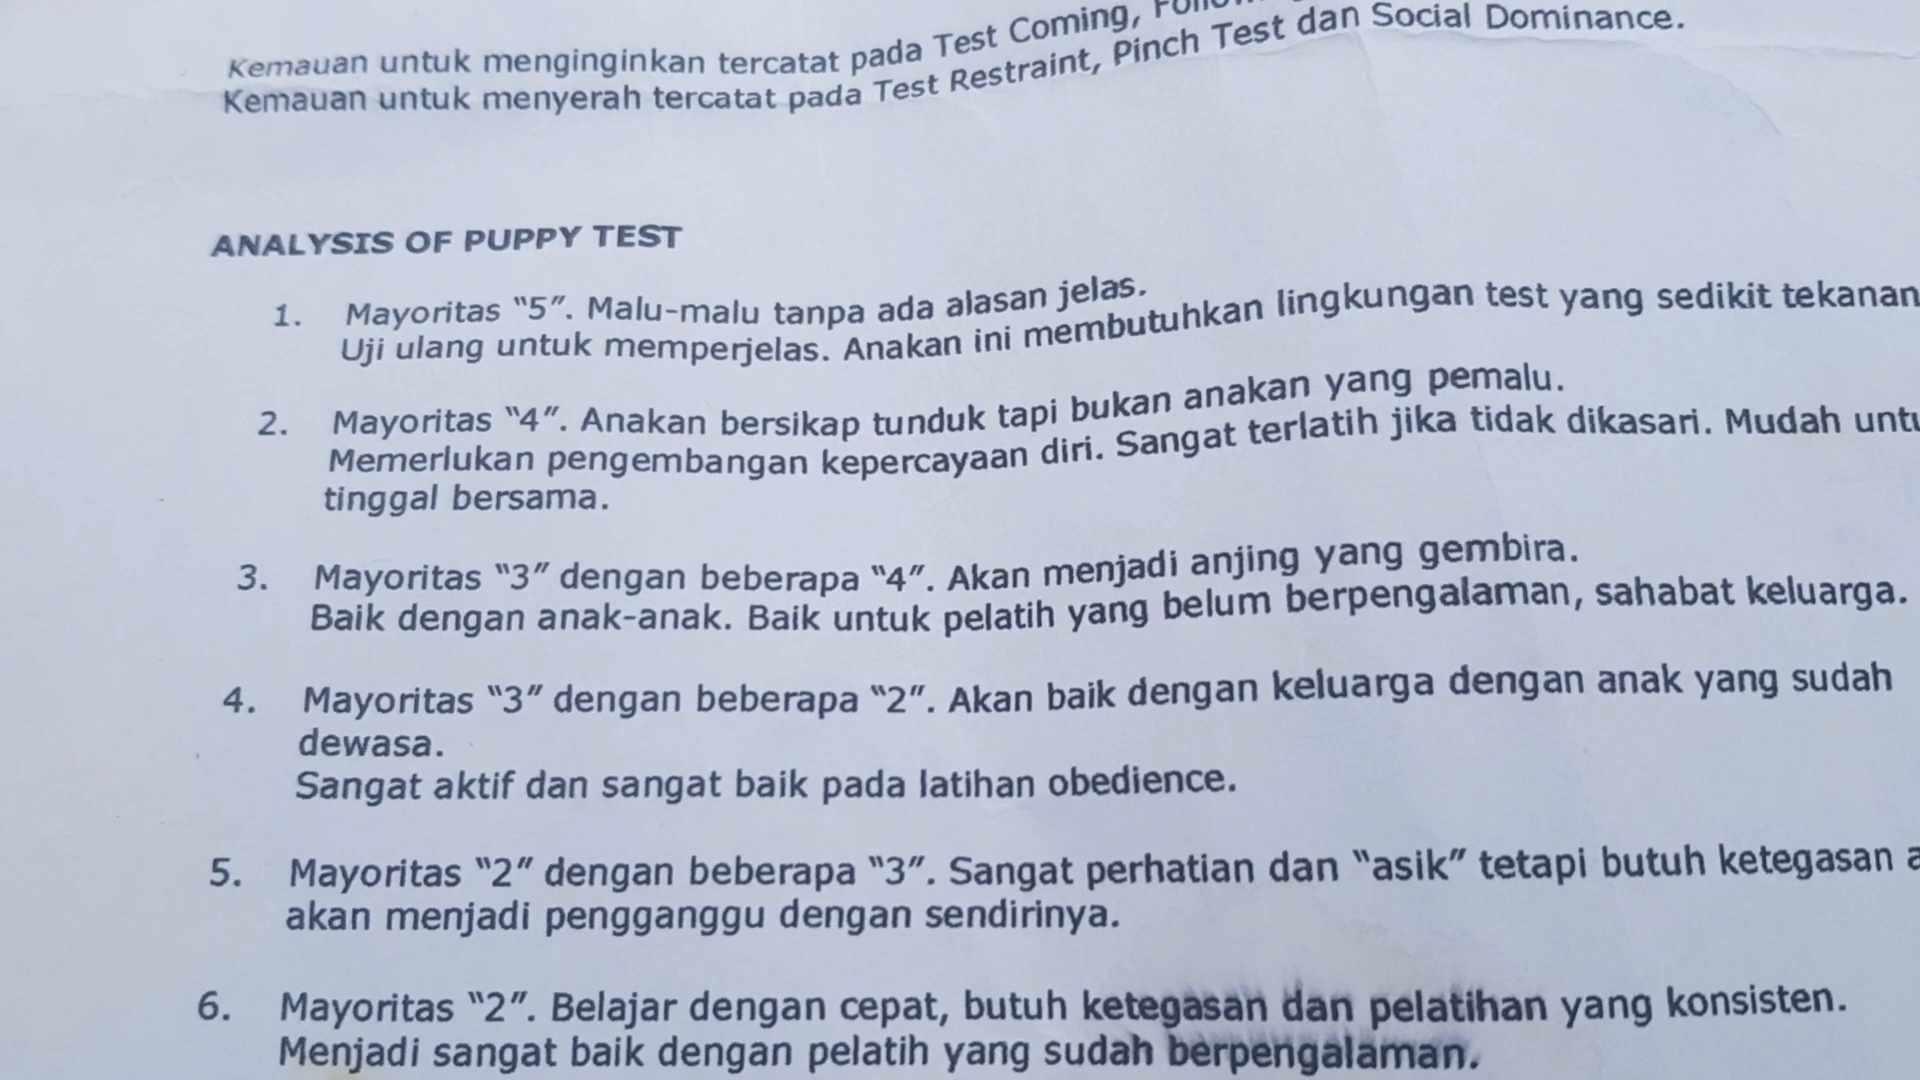 Kemauan untuk menginginkan tercatat pada Test Coming,
Kemauan untuk menyerah tercatat pada Test Restraint, Pinch Test dan Social Dominance.
ANALYSIS OF PUPPY TEST
1. Mayoritas "5". Malu-malu tanpa ada alasan jelas.
Uji ulang untuk memperjelas. Anakan ini membutuhkan lingkungan test yang sedikit tekanan
2. Mayoritas "4". Anakan bersikap tunduk tapi bukan anakan yang pemalu.
Memerlukan pengembangan kepercayaan diri. Sangat terlatih jika tidak dikasari. Mudah
tinggal bersama.
3. Mayoritas "3" dengan beberapa "4". Akan menjadi anjing yang gembira.
Baik dengan anak-anak. Baik untuk pelatih yang belum berpengalaman, sahabat keluarga.
4. Mayoritas "3" dengan beberapa "2". Akan baik dengan keluarga dengan anak yang sudah
dewasa.
Sangat aktif dan sangat baik pada latihan obedience.
5. Mayoritas "2" dengan beberapa "3". Sangat perhatian dan "asik" tetapi butuh ketegasan
akan menjadi pengganggu dengan sendirinya.
6. Mayoritas "2". Belajar dengan cepat, butuh ketegasan dan pelatihan yang konsisten.
Menjadi sangat baik dengan pelatih yang sudah berpengalaman.